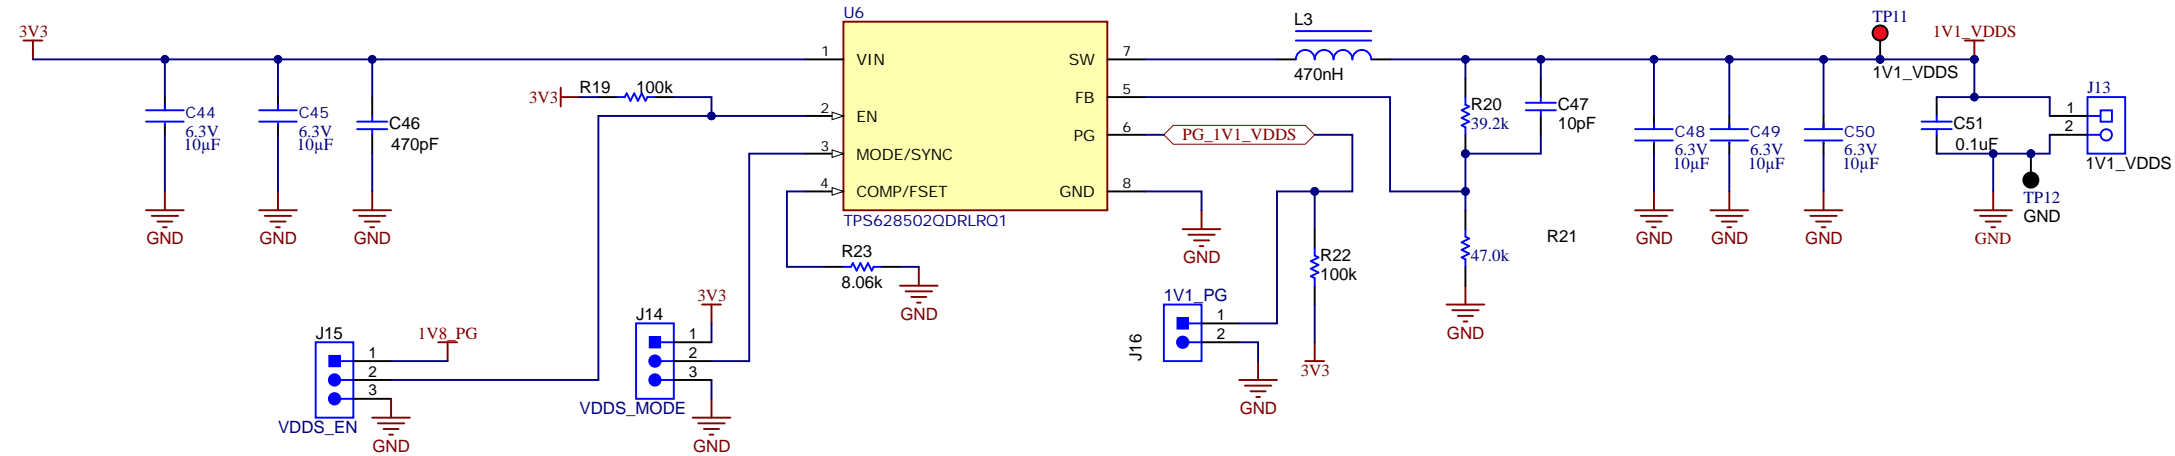 3V3
C44
6.3V
10µF
GND
C45
6.3V
10µF
GND
C46
470pF
GND
3V3
R19
100k
U6
1
VIN
2
EN
3
MODE/SYNC
4
COMP/FSET
SW
7
FB
5
PG
6
GND
8
TPS628502QDRLRQ1
R23
8.06k
GND
J15
1
2
3
VDDS_EN
1V8_PG
GND
J14
1
2
3
VDDS_MODE
3V3
GND
L3
470nH
PG_1V1_VDDS
GND
1V1_PG
J16
1
2
GND
R22
100k
3V3
R20
39.2k
C47
10pF
R21
47.0k
GND
C48
6.3V
10µF
GND
C49
6.3V
10µF
GND
C50
6.3V
10µF
GND
TP11
1V1_VDDS
1V1_VDDS
C51
0.1uF
GND
TP12
GND
J13
1
2
1V1_VDDS